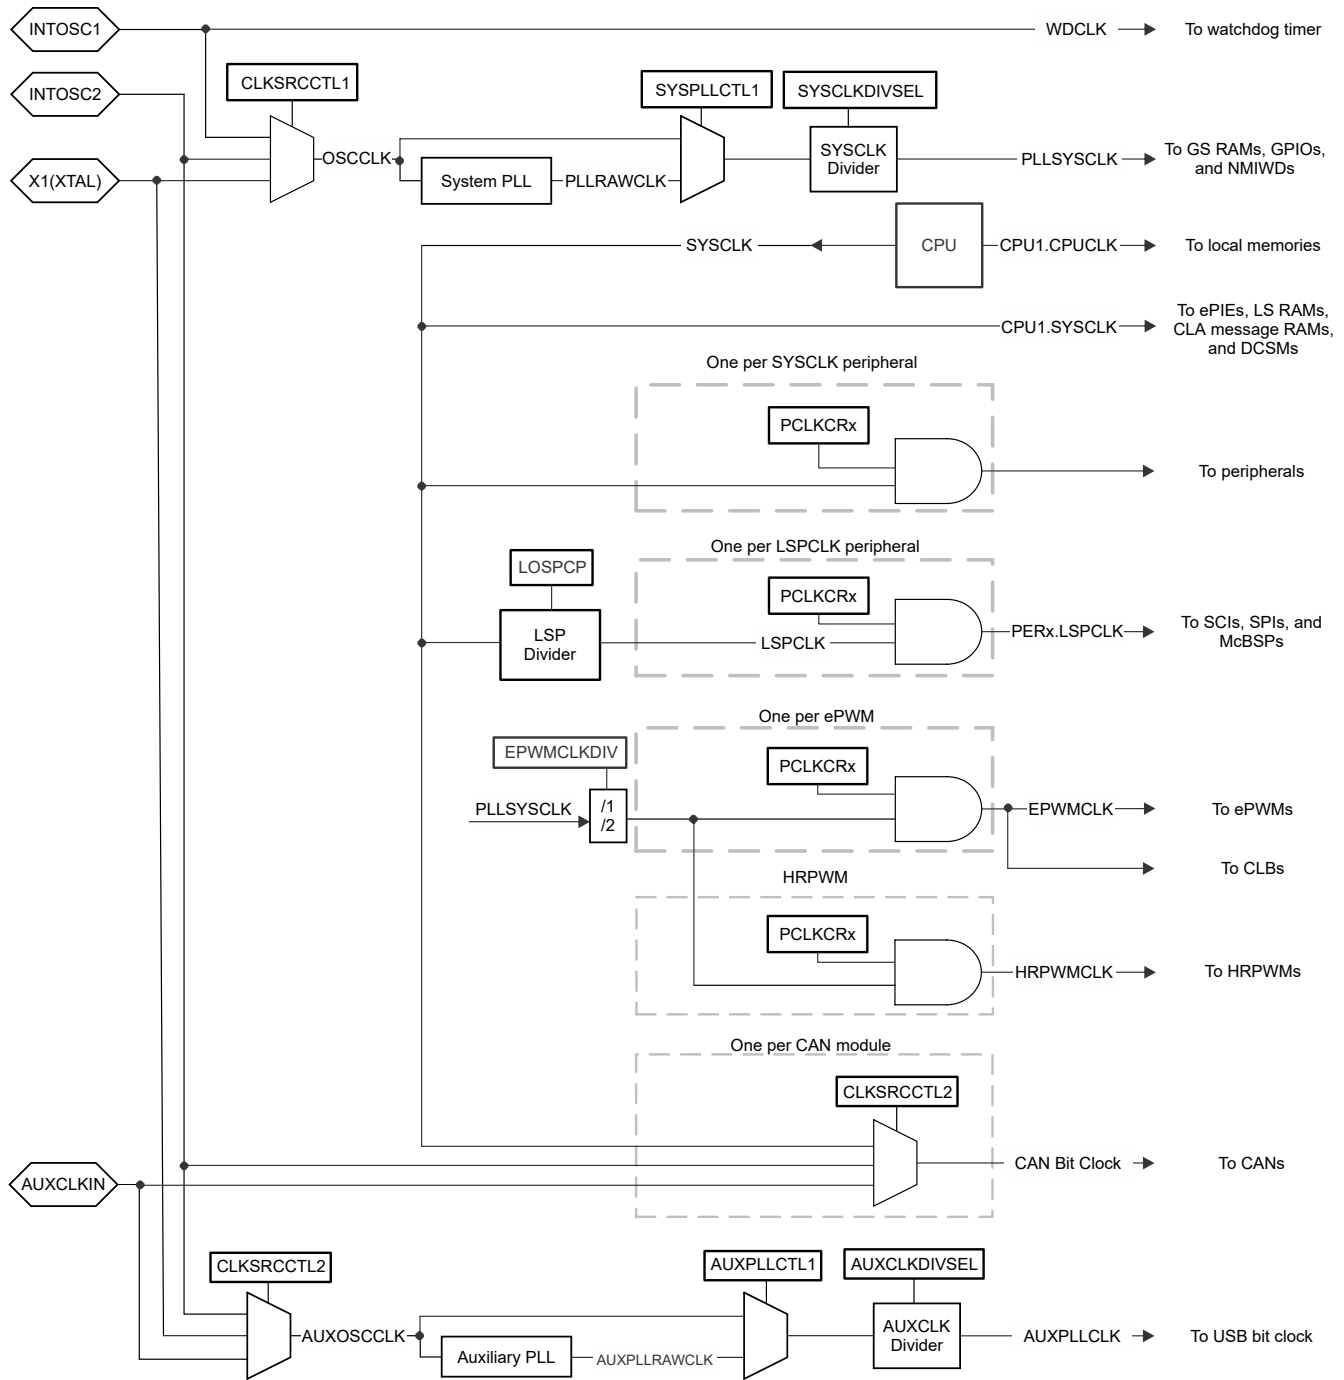 INTOSC1
WDCLK
To watchdog timer
INTOSC2
CLKSRCCTL1
SYSPLLCTL1
SYSCLKDIVSEL
X1(XTAL)
OSCCLK
System PLL
PLLRAWCLK
SYSCLK
Divider
PLLSYSCLK
To GS RAMs, GPIOs,
and NMIWDs
SYSCLK
CPU
CPU1.CPUCLK
To local memories
CPU1.SYSCLK
To ePIEs, LS RAMs,
CLA message RAMs,
and DCSMs
One per SYSCLK peripheral
PCLKCRx
To peripherals
One per LSPCLK peripheral
LOSPCP
PCLKCRx
LSP
Divider
LSPCLK
PERx.LSPCLK
To SCIs, SPIs, and
McBSPs
One per ePWM
EPWMCLKDIV
PCLKCRx
PLLSYSCLK
/1
/2
EPWMCLK
To ePWMs
To CLBs
HRPWM
PCLKCRx
HRPWMCLK
To HRPWMs
One per CAN module
CLKSRCCTL2
CAN Bit Clock
To CANs
AUXCLKIN
CLKSRCCTL2
AUXPLLCTL1
AUXCLKDIVSEL
AUXOSCCLK
Auxiliary PLL
AUXPLLRAWCLK
AUXCLK
Divider
AUXPLLCLK
To USB bit clock